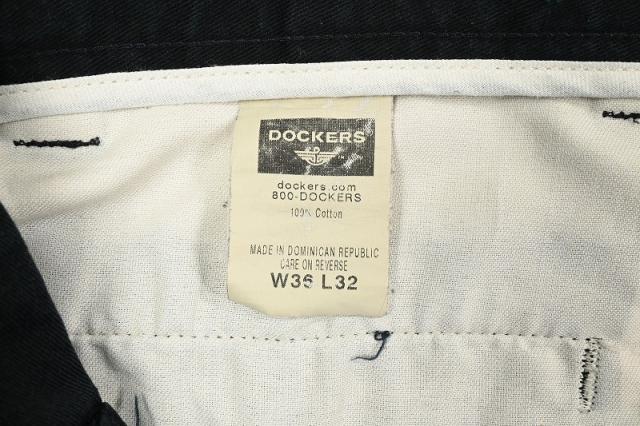 DOCKERS
dockers.com
800-DOCKERS
100% Cotton
MADE IN DOMINICAN REPUBLIC
CARE ON REVERSE
W36 L32